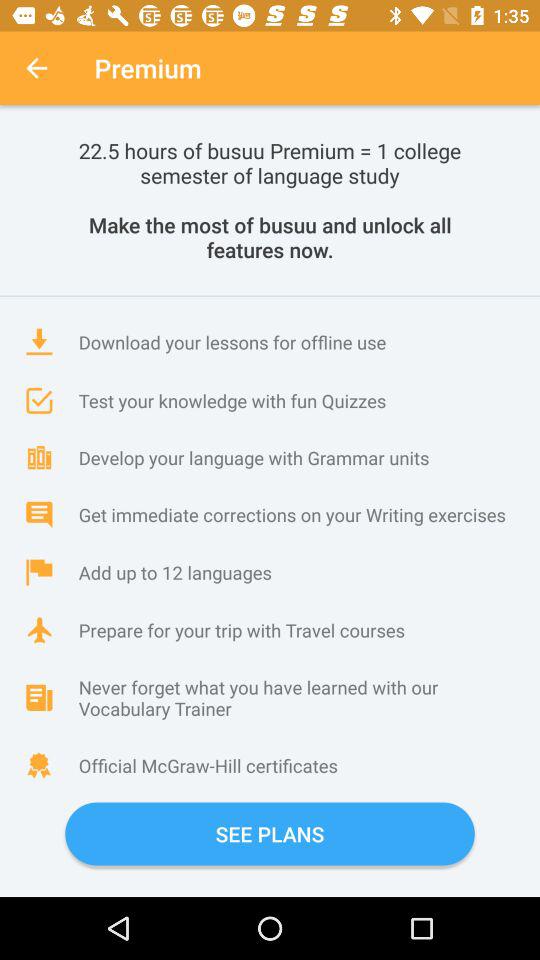 1:35
Premium
22.5 hours of busuu Premium = 1 college
semester of language study
Make the most of busuu and unlock all
features now.
Download your lessons for offline use
Test your knowledge with fun Quizzes
Develop your language with Grammar units
Get immediate corrections on your Writing exercises
Add up to 12 languages
Prepare for your trip with Travel courses
Never forget what you have learned with our
Vocabulary Trainer
Official McGraw-Hill certificates
SEE PLANS